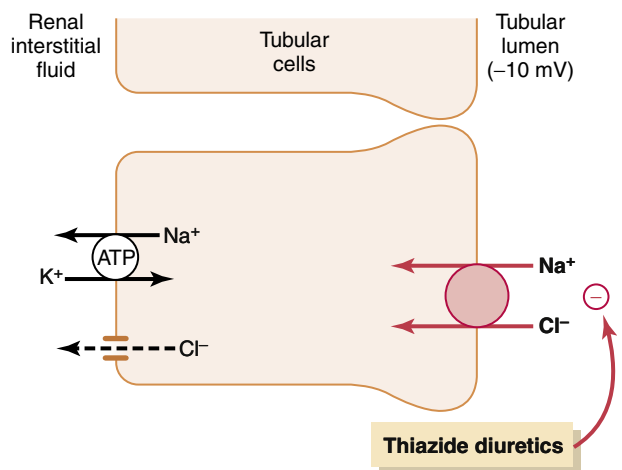 Renal
interstitial
fluid
Tubular
cells
Tubular
lumen
(–10 mV)
Na⁺
ATP
K⁺
Cl⁻
Na⁺
–
Cl⁻
Thiazide diuretics